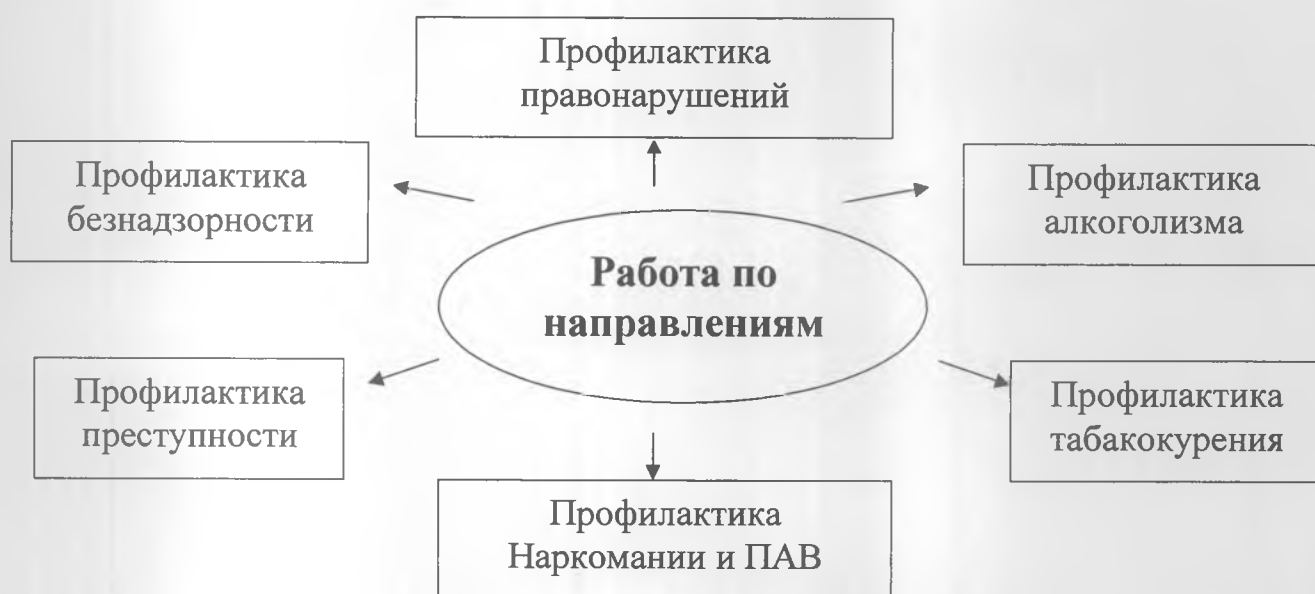 Профилактика
правонарушений
Профилактика
безнадзорности
Профилактика
алкоголизма
Работа по
направлениям
Профилактика
преступности
Профилактика
табакокурения
Профилактика
Наркомании и ПАВ